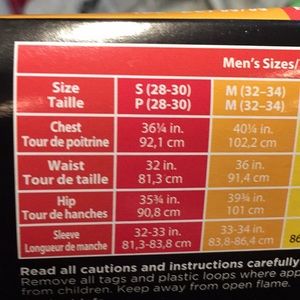 Men's Sizes/
Size S (28-30) M (32-34)
Taille P (28-30) M (32-34)
Chest 36¼ in. 40¼ in.
Tour de poitrine 92,1 cm 102,2 cm
Waist 32 in. 36 in.
Tour de taille 81,3 cm 91,4 cm
Hip 35¾ in. 39¾ in.
Tour de hanches 90,8 cm 101 cm
Sleeve 32-33 in. 33-34 in.
Longueur de manche 81,3-83,8 cm 83,8-86,4 cm 86
Read all cautions and instructions carefully
Remove all tags and plastic loops where app
from children. Keep away from open flame.